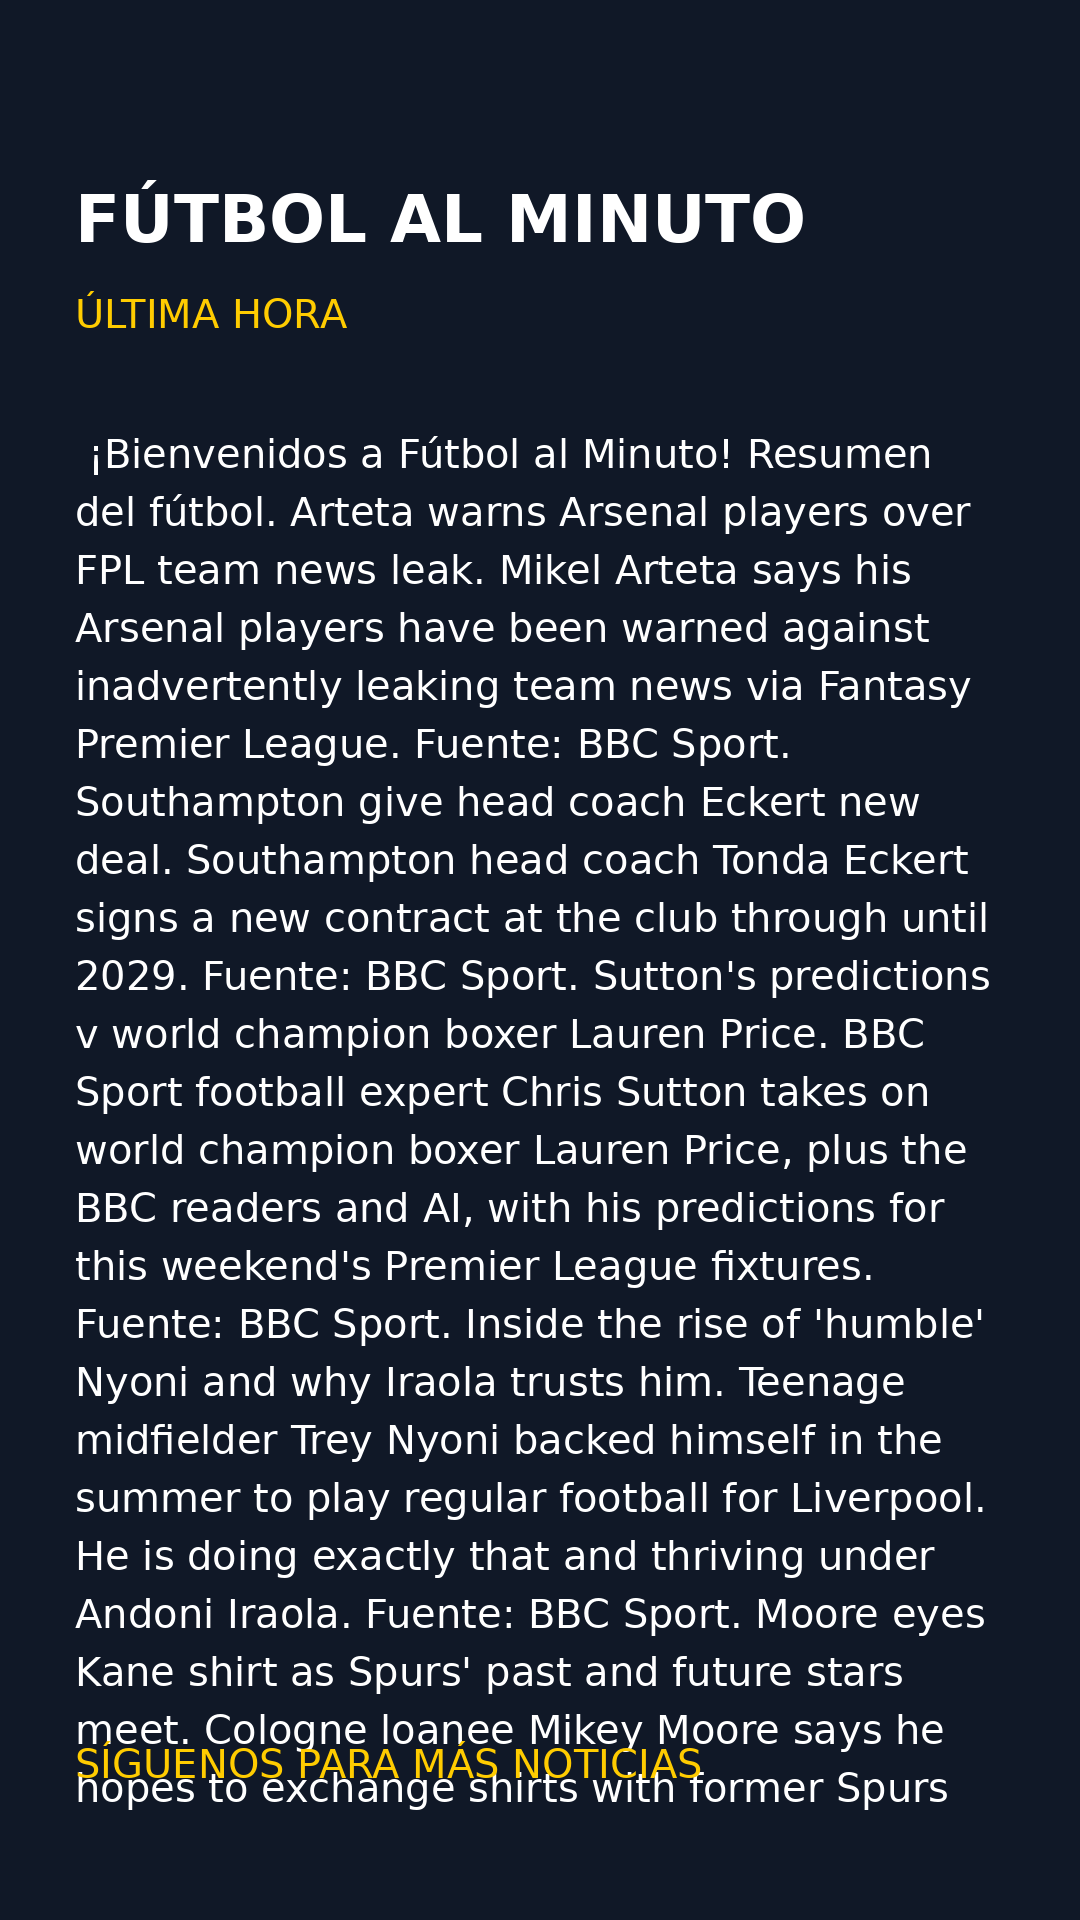 FÚTBOL AL MINUTO
ÚLTIMA HORA
¡Bienvenidos a Fútbol al Minuto! Resumen
del fútbol. Arteta warns Arsenal players over
FPL team news leak. Mikel Arteta says his
Arsenal players have been warned against
inadvertently leaking team news via Fantasy
Premier League. Fuente: BBC Sport.
Southampton give head coach Eckert new
deal. Southampton head coach Tonda Eckert
signs a new contract at the club through until
2029. Fuente: BBC Sport. Sutton's predictions
v world champion boxer Lauren Price. BBC
Sport football expert Chris Sutton takes on
world champion boxer Lauren Price, plus the
BBC readers and AI, with his predictions for
this weekend's Premier League fixtures.
Fuente: BBC Sport. Inside the rise of 'humble'
Nyoni and why Iraola trusts him. Teenage
midfielder Trey Nyoni backed himself in the
summer to play regular football for Liverpool.
He is doing exactly that and thriving under
Andoni Iraola. Fuente: BBC Sport. Moore eyes
Kane shirt as Spurs' past and future stars
meet. Cologne loanee Mikey Moore says he
SÍGUENOS PARA MÁS NOTICIAS
hopes to exchange shirts with former Spurs